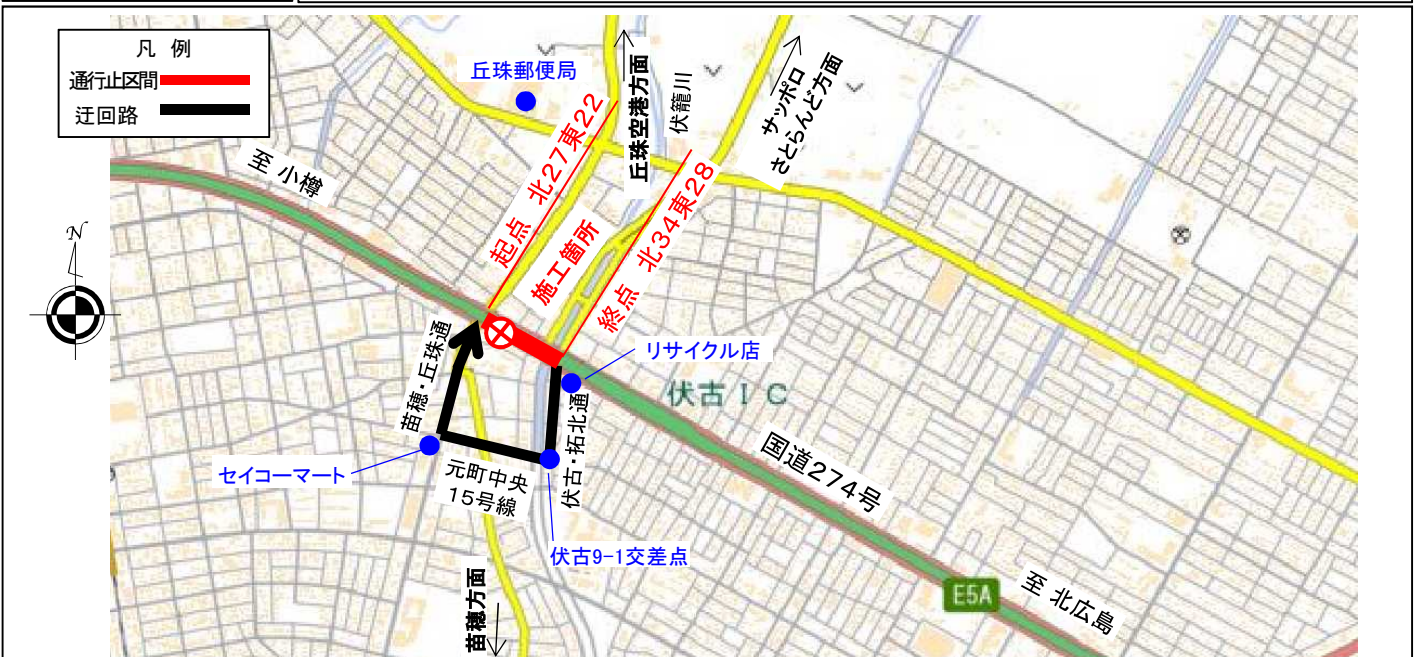 凡 例
通行止区間
迂回路
丘珠郵便局
丘珠空港方面
伏籠川
サッポロ
さとらんど方面
至 小樽
起点 北27東22
施工箇所
終点 北34東28
N
苗穂・丘珠通
リサイクル店
伏古IC
伏古・拓北通
国道274号
セイコーマート
元町中央
15号線
伏古9-1交差点
苗穂方面
E5A
至 北広島